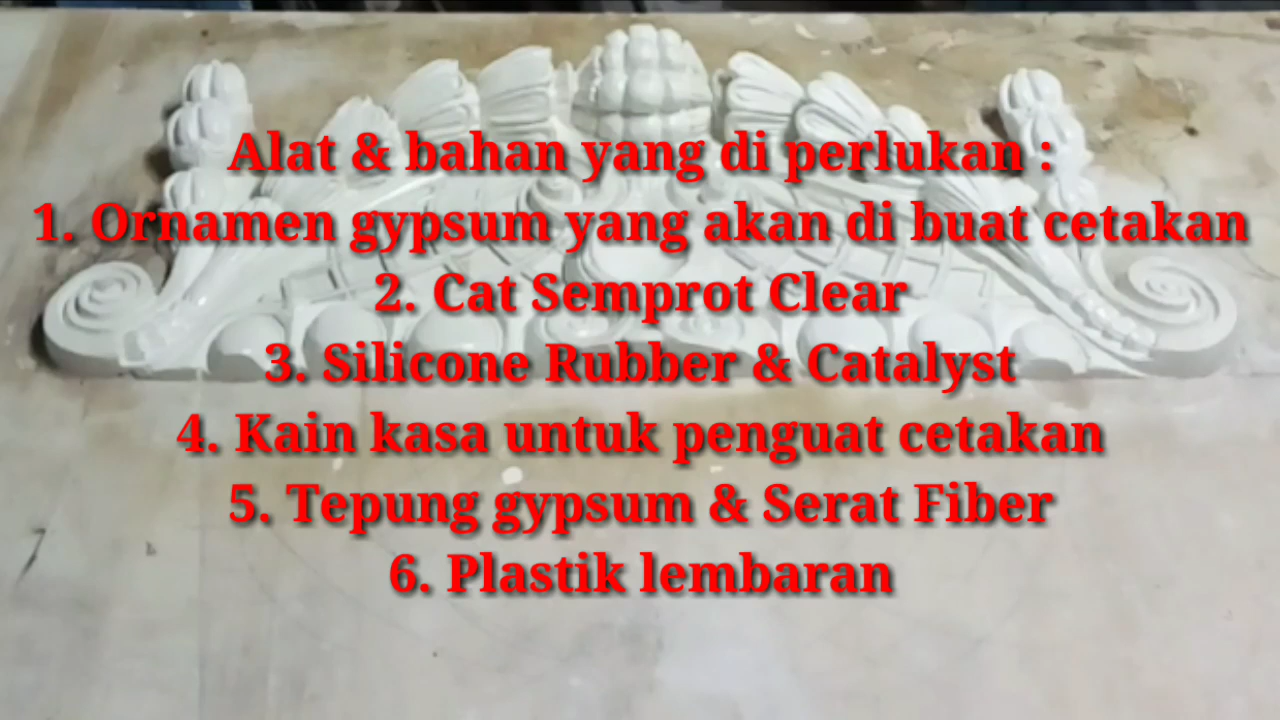 Alat & bahan yang di perlukan :
1. Ornamen gypsum yang akan di buat cetakan
2. Cat Semprot Clear
3. Silicone Rubber & Catalyst
4. Kain kasa untuk penguat cetakan
5. Tepung gypsum & Serat Fiber
6. Plastik lembaran